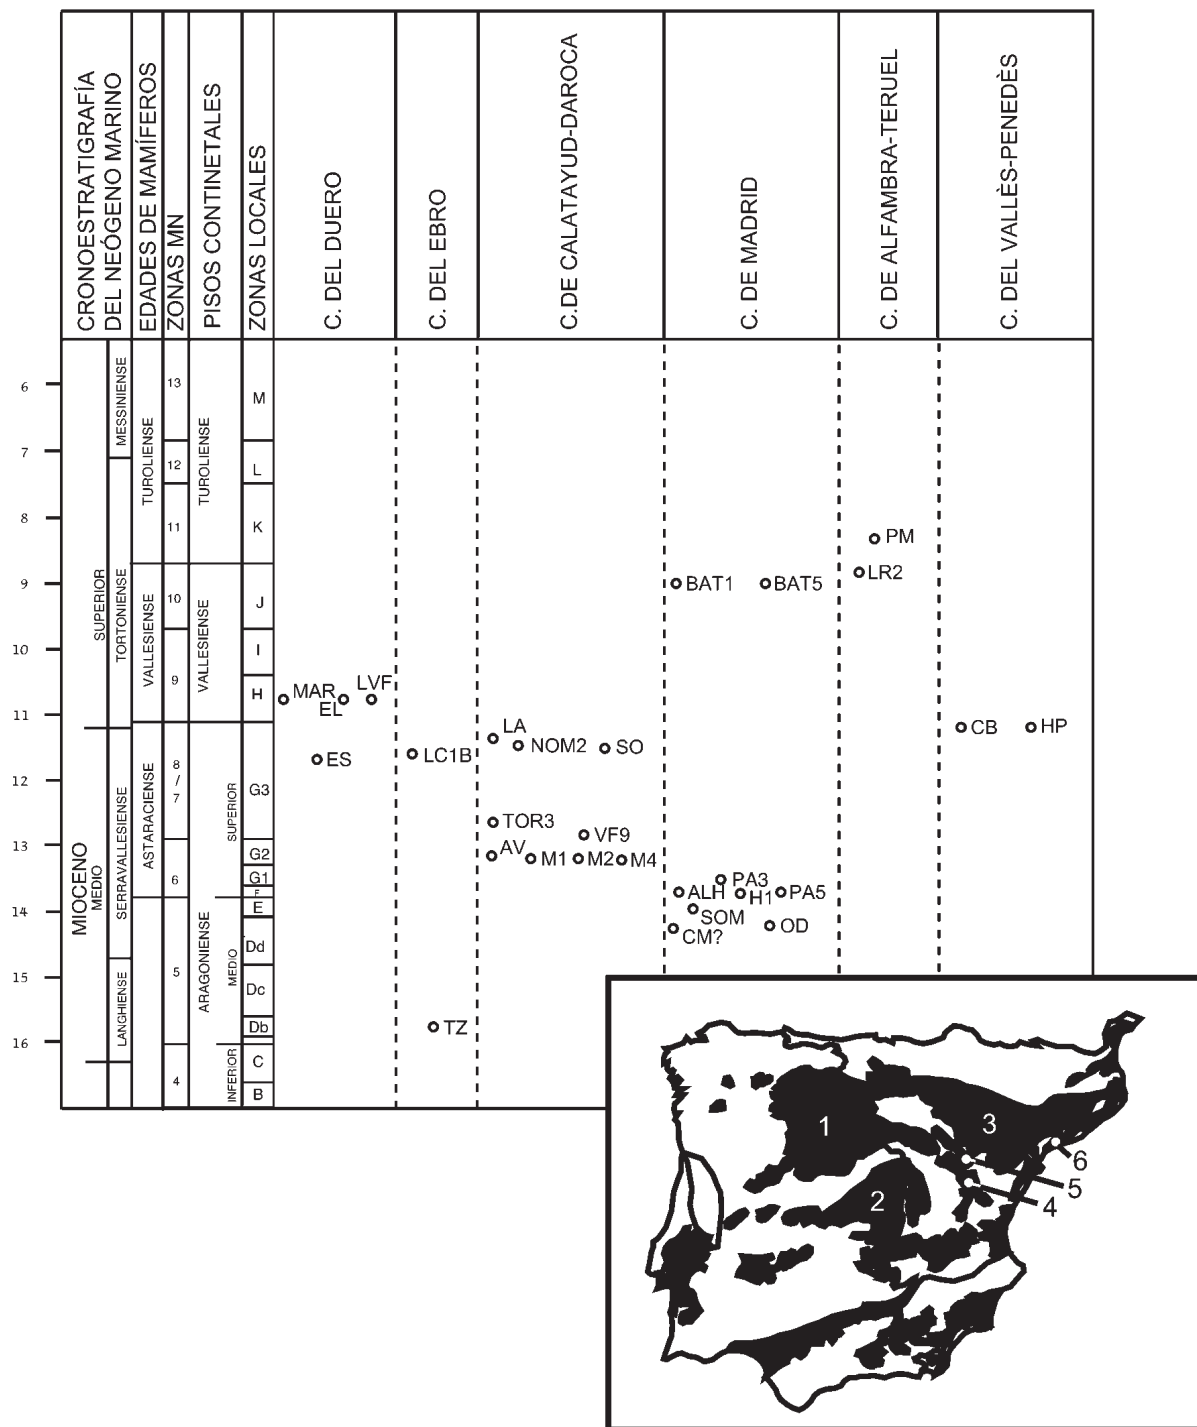 CRONOESTRATIGRAFÍA
DEL NEÓGENO MARINO
EDADES DE MAMÍFEROS
ZONAS MN
PISOS CONTINETALES
ZONAS LOCALES
C. DEL DUERO
C. DEL EBRO
C.DE CALATAYUD-DAROCA
C. DE MADRID
C. DE ALFAMBRA-TERUEL
C. DEL VALLÈS-PENEDÈS
6
7
8
9
10
11
12
13
14
15
16
MIOCENO
SUPERIOR
MEDIO
MESSINIENSE
TORTONIENSE
SERRAVALLESIENSE
LANGHIENSE
TUROLIENSE
VALLESIENSE
ASTARACIENSE
13
12
11
10
9
8
/
7
6
5
4
TUROLIENSE
VALLESIENSE
ARAGONIENSE
SUPERIOR
MEDIO
INFERIOR
M
L
K
J
I
H
G3
G2
G1
F
E
Dd
Dc
Db
C
B
MAR
EL
LVF
ES
LC1B
TZ
LA
NOM2
SO
TOR3
VF9
AV
M1
M2
M4
BAT1
BAT5
PA3
ALH
H1
PA5
SOM
CM?
OD
PM
LR2
CB
HP
1
2
3
6
5
4